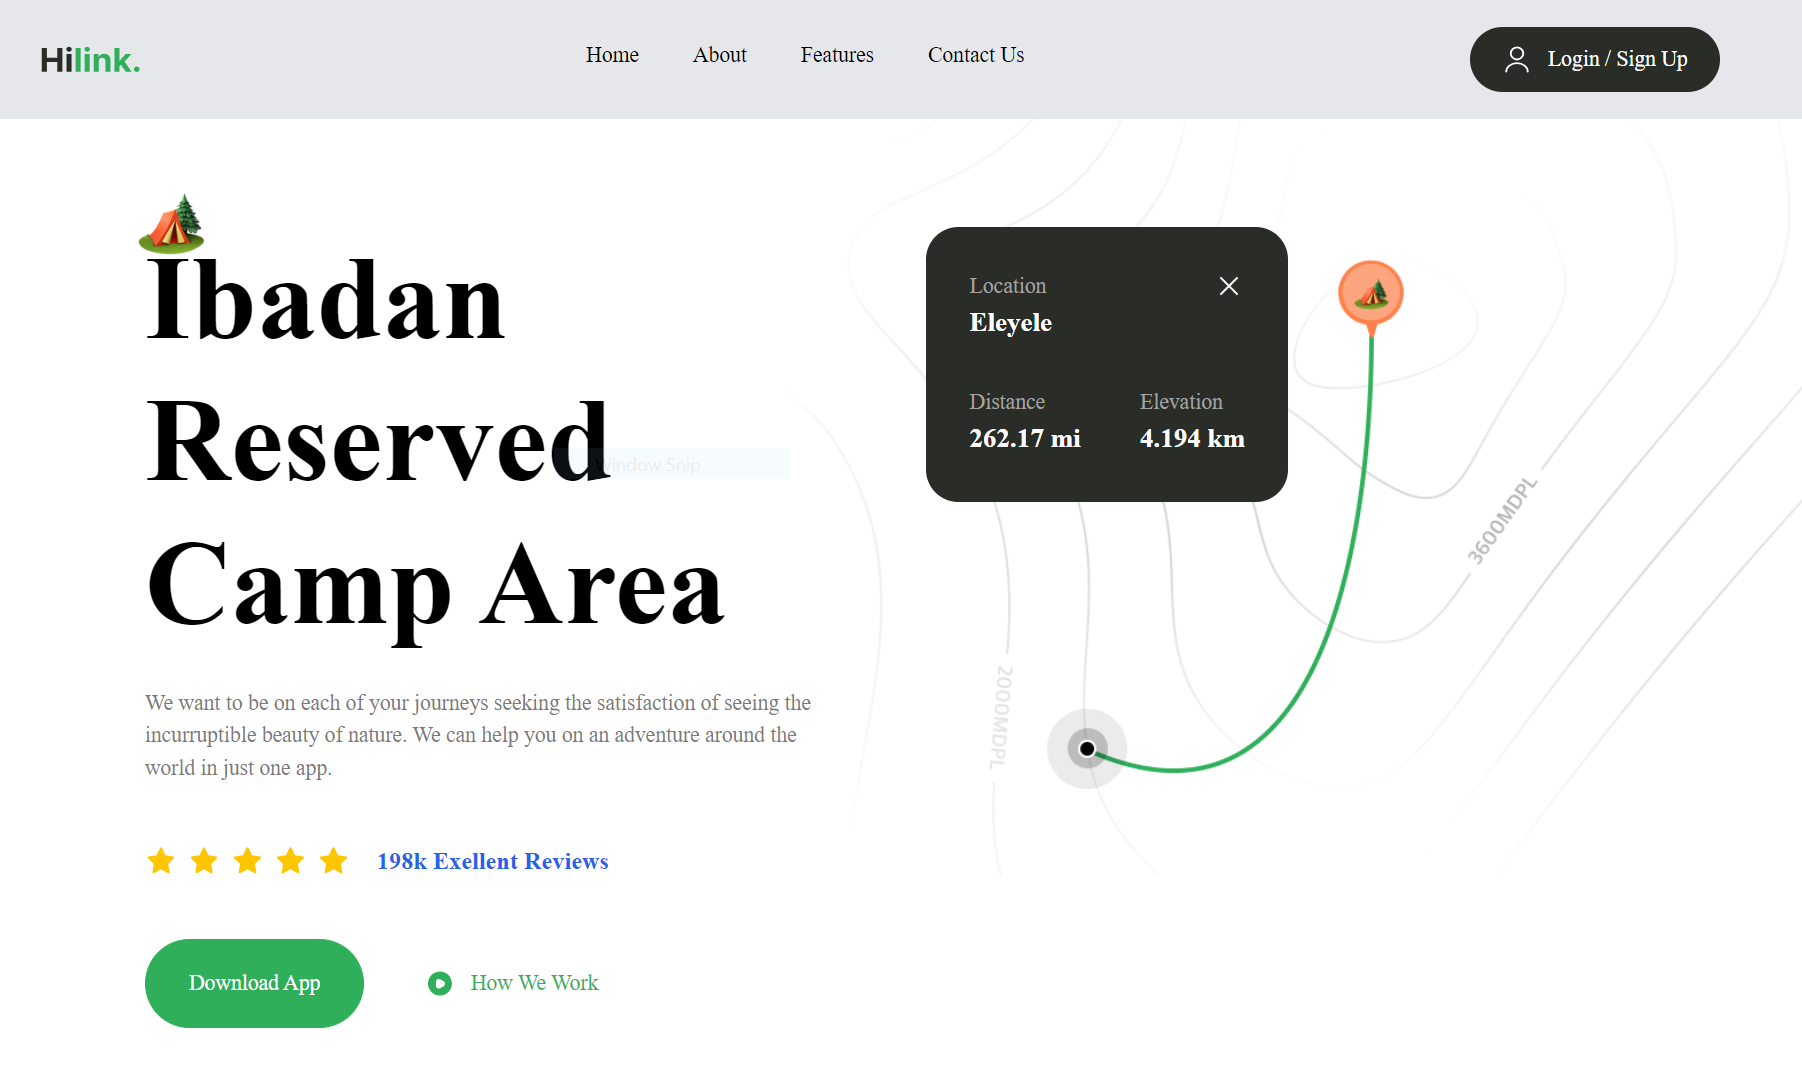 Hilink.
Home
About
Features
Contact Us
Login / Sign Up
Ibadan
Reserved
Camp Area
Window Snip
We want to be on each of your journeys seeking the satisfaction of seeing the
incurruptible beauty of nature. We can help you on an adventure around the
world in just one app.
198k Exellent Reviews
Download App
How We Work
Location
Eleyele
Distance
Elevation
262.17 mi
4.194 km
3600MDPL
2000MDPL